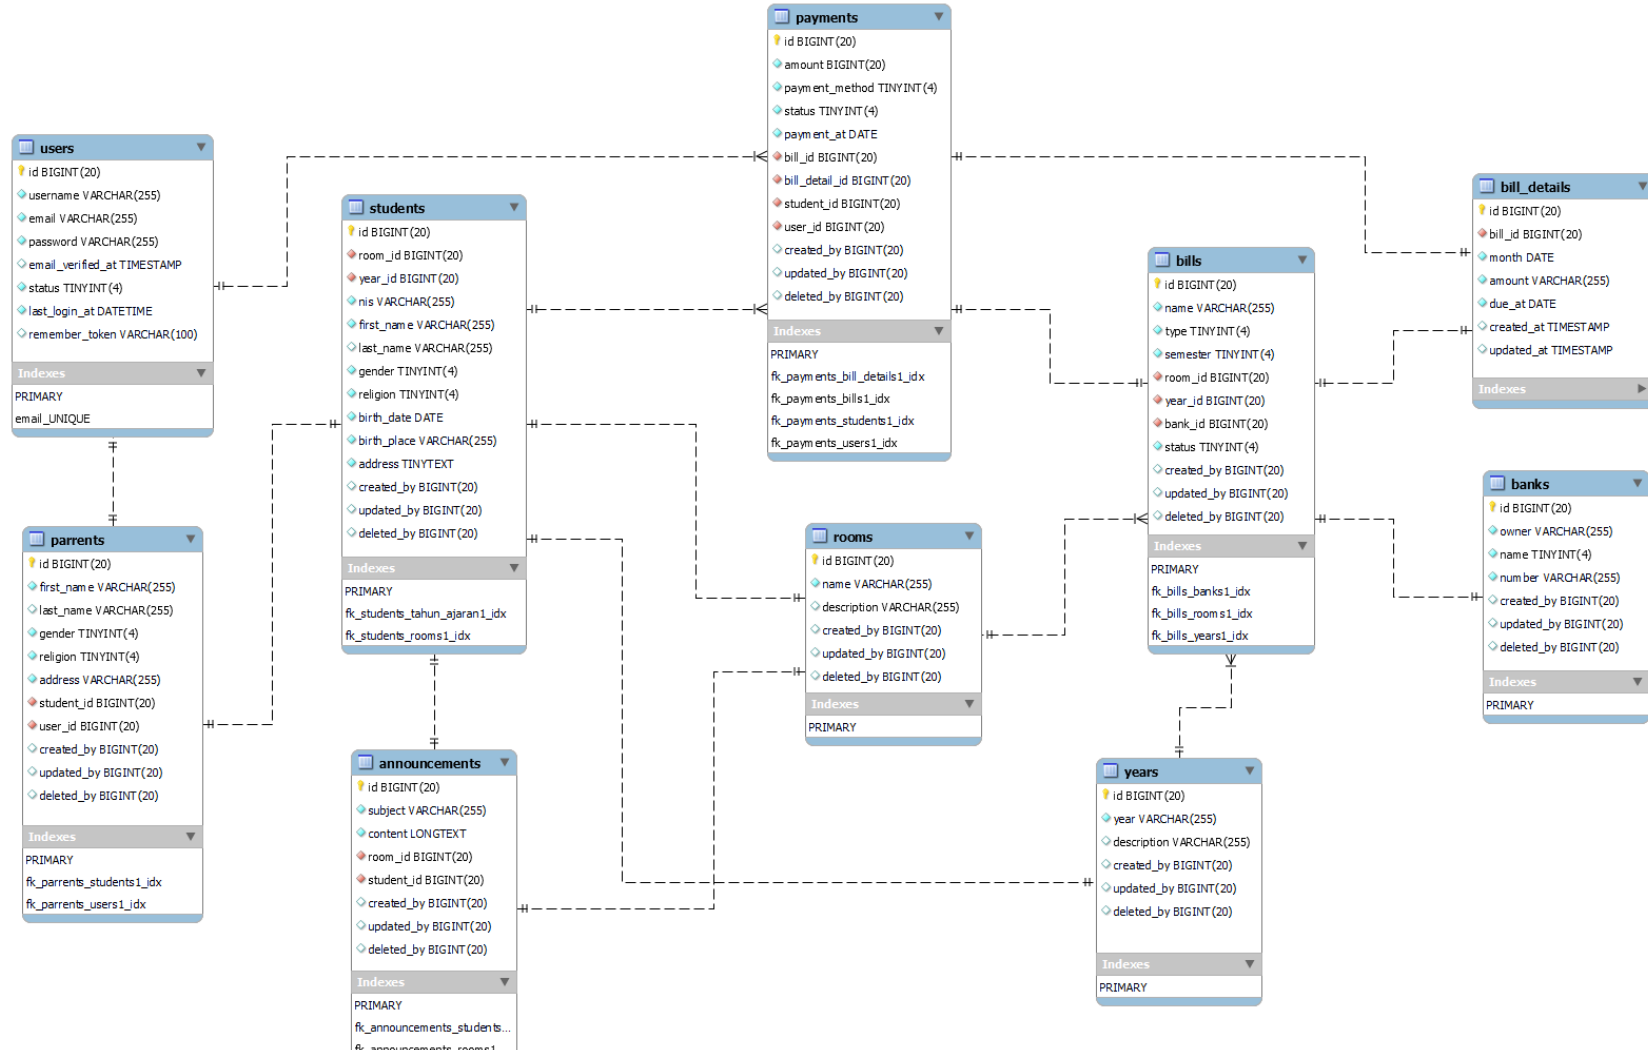 payments
id BIGINT(20)
amount BIGINT(20)
payment_method TINYINT(4)
status TINYINT(4)
payment_at DATE
bill_id BIGINT(20)
bill_detail_id BIGINT(20)
student_id BIGINT(20)
user_id BIGINT(20)
created_by BIGINT(20)
updated_by BIGINT(20)
deleted_by BIGINT(20)
Indexes
PRIMARY
fk_payments_bill_details1_idx
fk_payments_bills1_idx
fk_payments_students1_idx
fk_payments_users1_idx
users
id BIGINT(20)
username VARCHAR(255)
email VARCHAR(255)
password VARCHAR(255)
email_verified_at TIMESTAMP
status TINYINT(4)
last_login_at DATETIME
remember_token VARCHAR(100)
Indexes
PRIMARY
email_UNIQUE
students
id BIGINT(20)
room_id BIGINT(20)
year_id BIGINT(20)
nis VARCHAR(255)
first_name VARCHAR(255)
last_name VARCHAR(255)
gender TINYINT(4)
religion TINYINT(4)
birth_date DATE
birth_place VARCHAR(255)
address TINYTEXT
created_by BIGINT(20)
updated_by BIGINT(20)
deleted_by BIGINT(20)
Indexes
PRIMARY
fk_students_tahun_ajaran1_idx
fk_students_rooms1_idx
bill_details
id BIGINT(20)
bill_id BIGINT(20)
month DATE
amount VARCHAR(255)
due_at DATE
created_at TIMESTAMP
updated_at TIMESTAMP
Indexes
bills
id BIGINT(20)
name VARCHAR(255)
type TINYINT(4)
semester TINYINT(4)
room_id BIGINT(20)
year_id BIGINT(20)
bank_id BIGINT(20)
status TINYINT(4)
created_by BIGINT(20)
updated_by BIGINT(20)
deleted_by BIGINT(20)
Indexes
PRIMARY
fk_bills_banks1_idx
fk_bills_rooms1_idx
fk_bills_years1_idx
banks
id BIGINT(20)
owner VARCHAR(255)
name TINYINT(4)
number VARCHAR(255)
created_by BIGINT(20)
updated_by BIGINT(20)
deleted_by BIGINT(20)
Indexes
PRIMARY
parrents
id BIGINT(20)
first_name VARCHAR(255)
last_name VARCHAR(255)
gender TINYINT(4)
religion TINYINT(4)
address VARCHAR(255)
student_id BIGINT(20)
user_id BIGINT(20)
created_by BIGINT(20)
updated_by BIGINT(20)
deleted_by BIGINT(20)
Indexes
PRIMARY
fk_parrents_students1_idx
fk_parrents_users1_idx
rooms
id BIGINT(20)
name VARCHAR(255)
description VARCHAR(255)
created_by BIGINT(20)
updated_by BIGINT(20)
deleted_by BIGINT(20)
Indexes
PRIMARY
announcements
id BIGINT(20)
subject VARCHAR(255)
content LONGTEXT
room_id BIGINT(20)
student_id BIGINT(20)
created_by BIGINT(20)
updated_by BIGINT(20)
deleted_by BIGINT(20)
Indexes
PRIMARY
fk_announcements_students...
fk_announcements_rooms1
years
id BIGINT(20)
year VARCHAR(255)
description VARCHAR(255)
created_by BIGINT(20)
updated_by BIGINT(20)
deleted_by BIGINT(20)
Indexes
PRIMARY